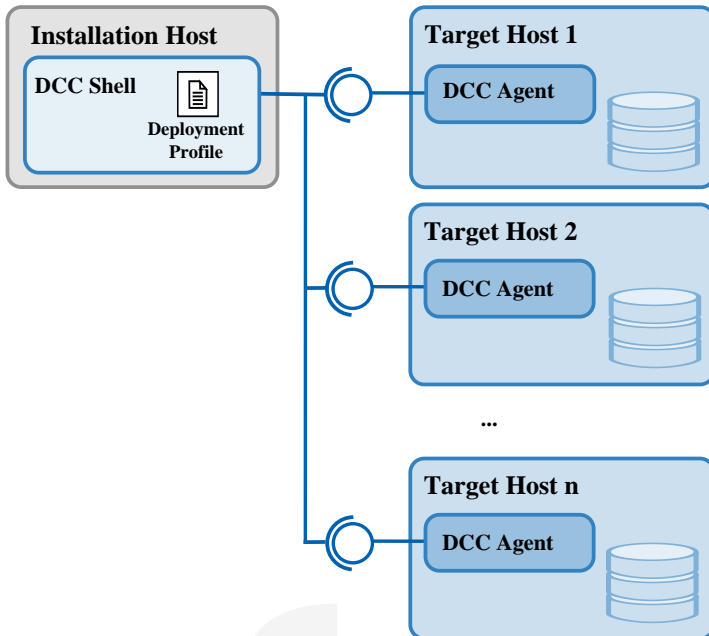 Installation Host
DCC Shell
Deployment
Profile
Target Host 1
DCC Agent
Target Host 2
DCC Agent
...
Target Host n
DCC Agent